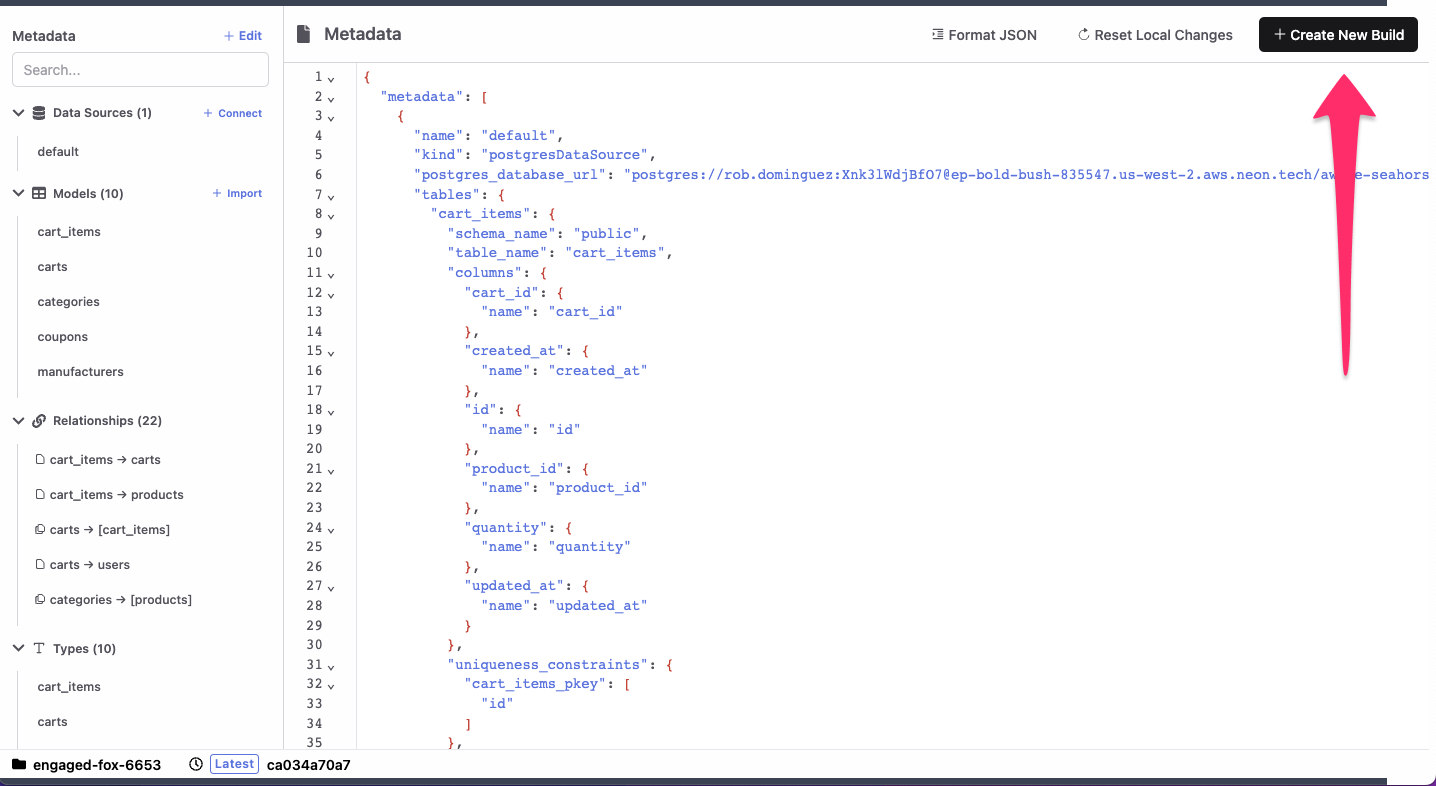 Metadata
+ Edit
Search...
Data Sources (1)
+ Connect
default
Models (10)
+ Import
cart_items
carts
categories
coupons
manufacturers
Relationships (22)
cart_items → carts
cart_items → products
carts → [cart_items]
carts → users
categories → [products]
Types (10)
cart_items
carts
Metadata
Format JSON
Reset Local Changes
+ Create New Build
1 {
2 "metadata": [
3 {
4 "name": "default",
5 "kind": "postgresDataSource",
6 "postgres_database_url": "postgres://rob.dominguez:Xnk3lWdjBfO7@ep-bold-bush-835547.us-west-2.aws.neon.tech/
7 "tables": {
8 "cart_items": {
9 "schema_name": "public",
10 "table_name": "cart_items",
11 "columns": {
12 "cart_id": {
13 "name": "cart_id"
14 },
15 "created_at": {
16 "name": "created_at"
17 },
18 "id": {
19 "name": "id"
20 },
21 "product_id": {
22 "name": "product_id"
23 },
24 "quantity": {
25 "name": "quantity"
26 },
27 "updated_at": {
28 "name": "updated_at"
29 }
30 },
31 "uniqueness_constraints": {
32 "cart_items_pkey": [
33 "id"
34 ]
35 },
engaged-fox-6653
Latest
ca034a70a7